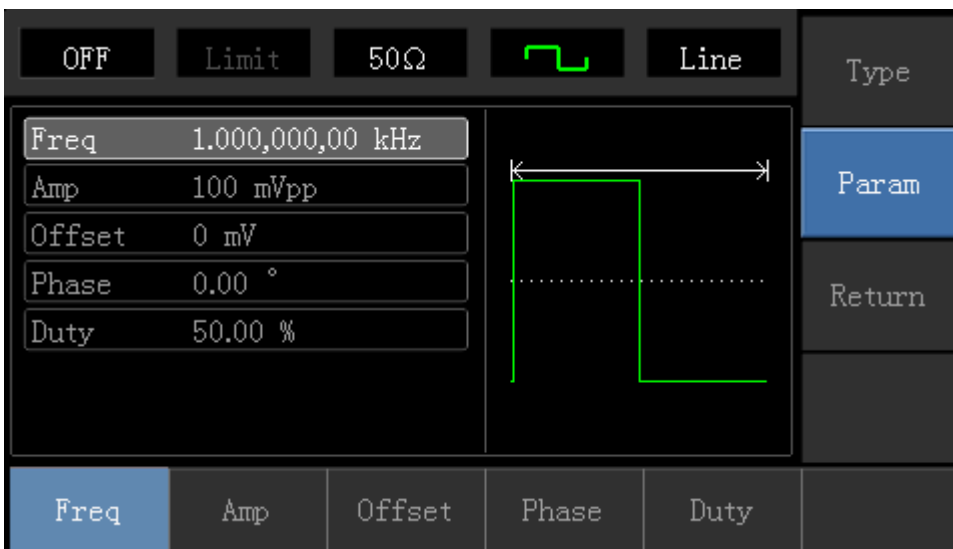 OFF Limit 50Ω Line
Type
Freq 1.000,000,00 kHz
Amp 100 mVpp
Param
Offset 0 mV
Phase 0.00 °
Return
Duty 50.00 %
Freq Amp Offset Phase Duty